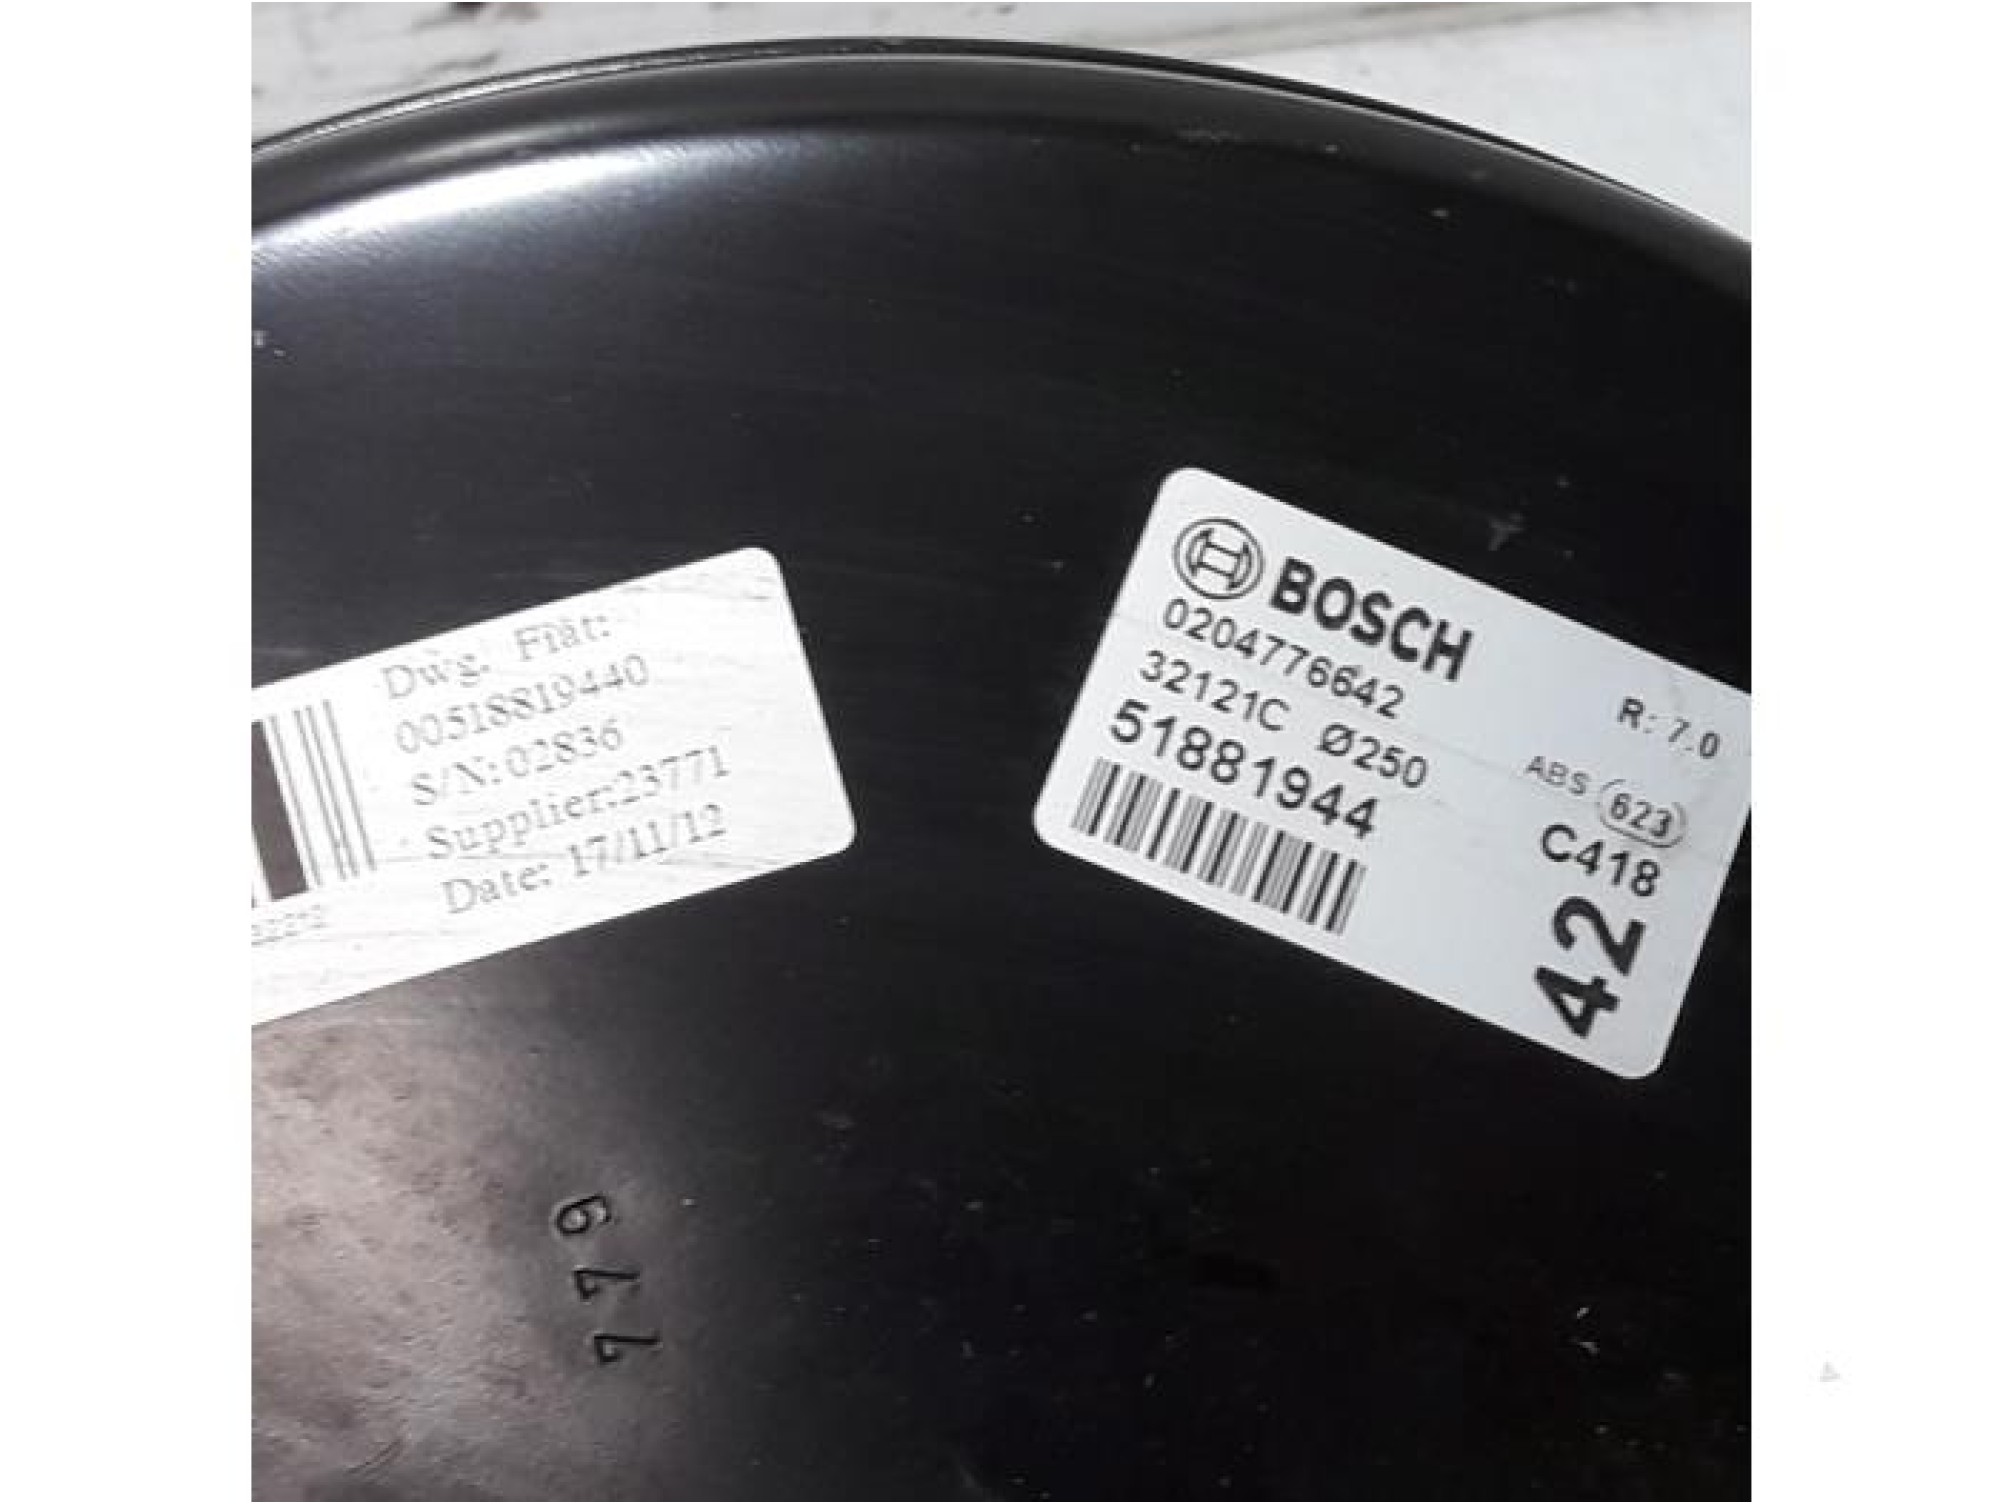 Dwg. Fiat:
00518819440
S/N: 02836
Supplier:23771
Date: 17/11/12
BOSCH
0204776642
R: 7.0
32121C Ø250
ABS 623
51881944
C418
42
779